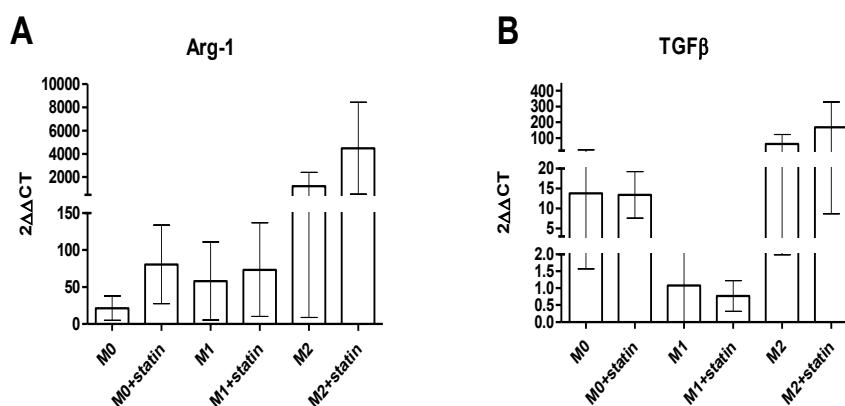 A
Arg-1
2ΔΔCT
10000
8000
6000
4000
2000
150
100
50
0
M0
M0+statin
M1
M1+statin
M2
M2+statin
B
TGFβ
2ΔΔCT
400
300
200
100
20
15
10
5
2.0
1.5
1.0
0.5
0.0
M0
M0+statin
M1
M1+statin
M2
M2+statin